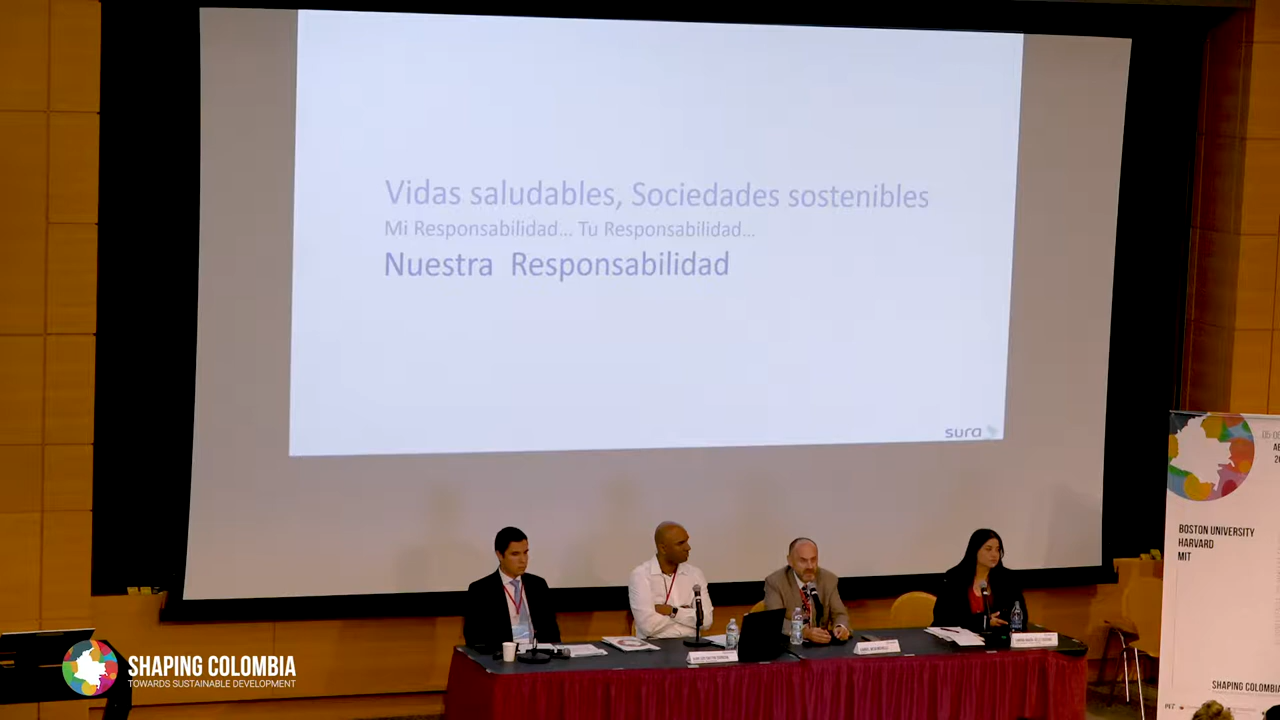 Vidas saludables, Sociedades sostenibles
Mi Responsabilidad... Tu Responsabilidad...
Nuestra Responsabilidad
sura
BOSTON UNIVERSITY
HARVARD
MIT
SHAPING COLOMBIA
SHAPING COLOMBIA
TOWARDS SUSTAINABLE DEVELOPMENT